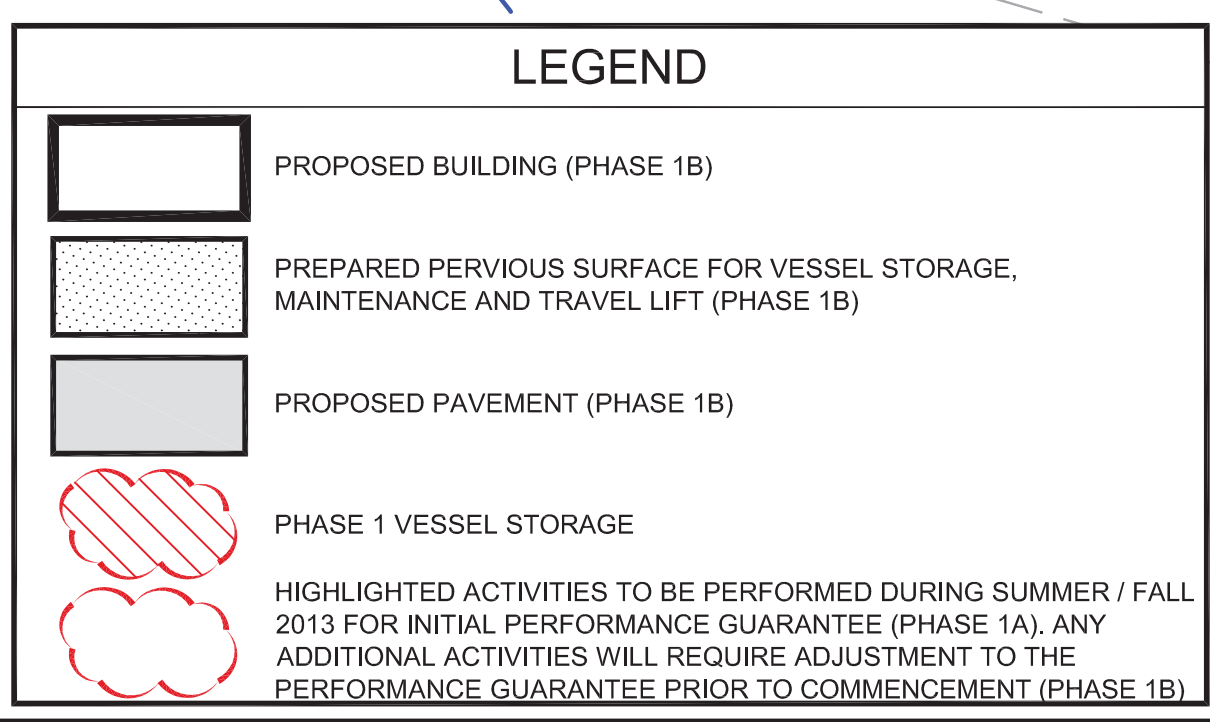 LEGEND
PROPOSED BUILDING (PHASE 1B)
PREPARED PERVIOUS SURFACE FOR VESSEL STORAGE,
MAINTENANCE AND TRAVEL LIFT (PHASE 1B)
PROPOSED PAVEMENT (PHASE 1B)
PHASE 1 VESSEL STORAGE
HIGHLIGHTED ACTIVITIES TO BE PERFORMED DURING SUMMER / FALL
2013 FOR INITIAL PERFORMANCE GUARANTEE (PHASE 1A). ANY
ADDITIONAL ACTIVITIES WILL REQUIRE ADJUSTMENT TO THE
PERFORMANCE GUARANTEE PRIOR TO COMMENCEMENT (PHASE 1B)